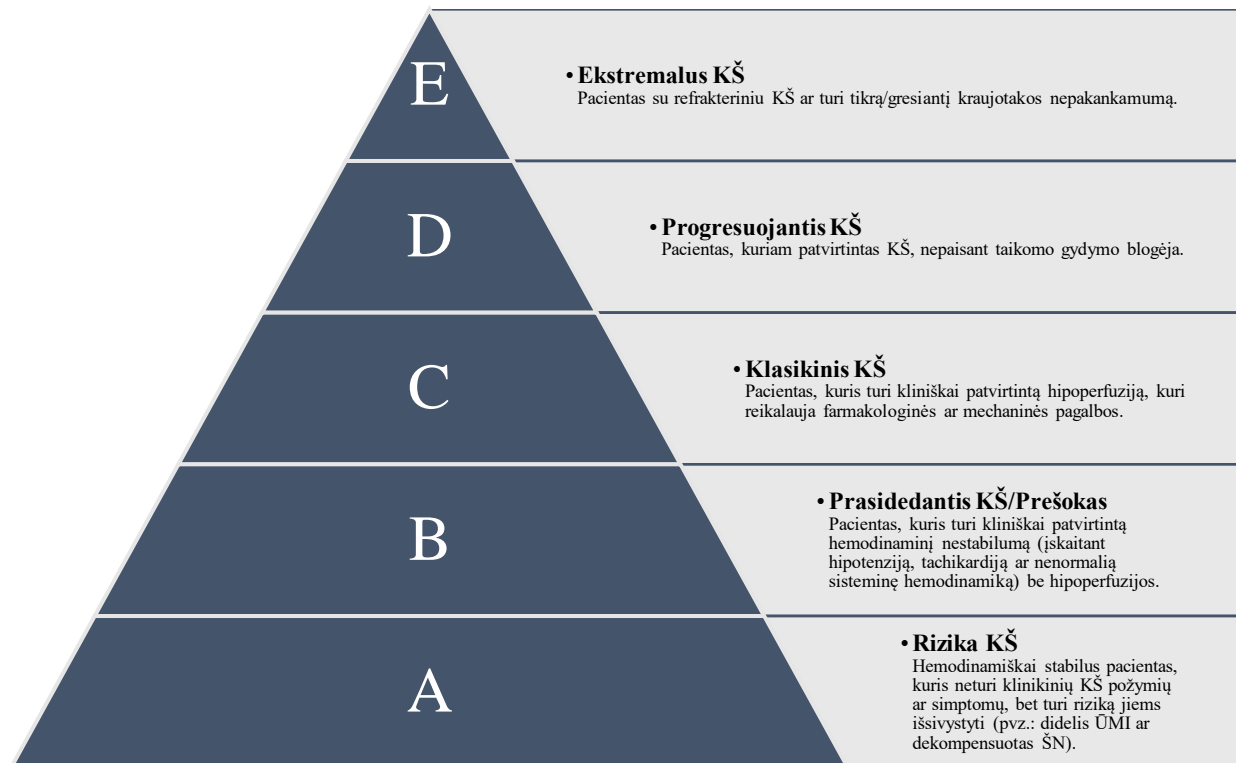 E
• Ekstremalus KŠ
Pacientas su refrakteriniu KŠ ar turi tikrą/gresiantį kraujotakos nepakankamumą.
D
• Progresuojantis KŠ
Pacientas, kuriam patvirtintas KŠ, nepaisant taikomo gydymo blogėja.
C
• Klasikinis KŠ
Pacientas, kuris turi kliniškai patvirtintą hipoperfuziją, kuri
reikalauja farmakologinės ar mechaninės pagalbos.
B
• Prasidedantis KŠ/Prešokas
Pacientas, kuris turi kliniškai patvirtintą
hemodinaminį nestabilumą (įskaitant
hipotenziją, tachikardiją ar nenormalią
sisteminę hemodinamiką) be hipoperfuzijos.
A
• Rizika KŠ
Hemodinamiškai stabilus pacientas,
kuris neturi klinikinių KŠ požymių
ar simptomų, bet turi riziką jiems
išsivystyti (pvz.: didelis ŪMI ar
dekompensuotas ŠN).